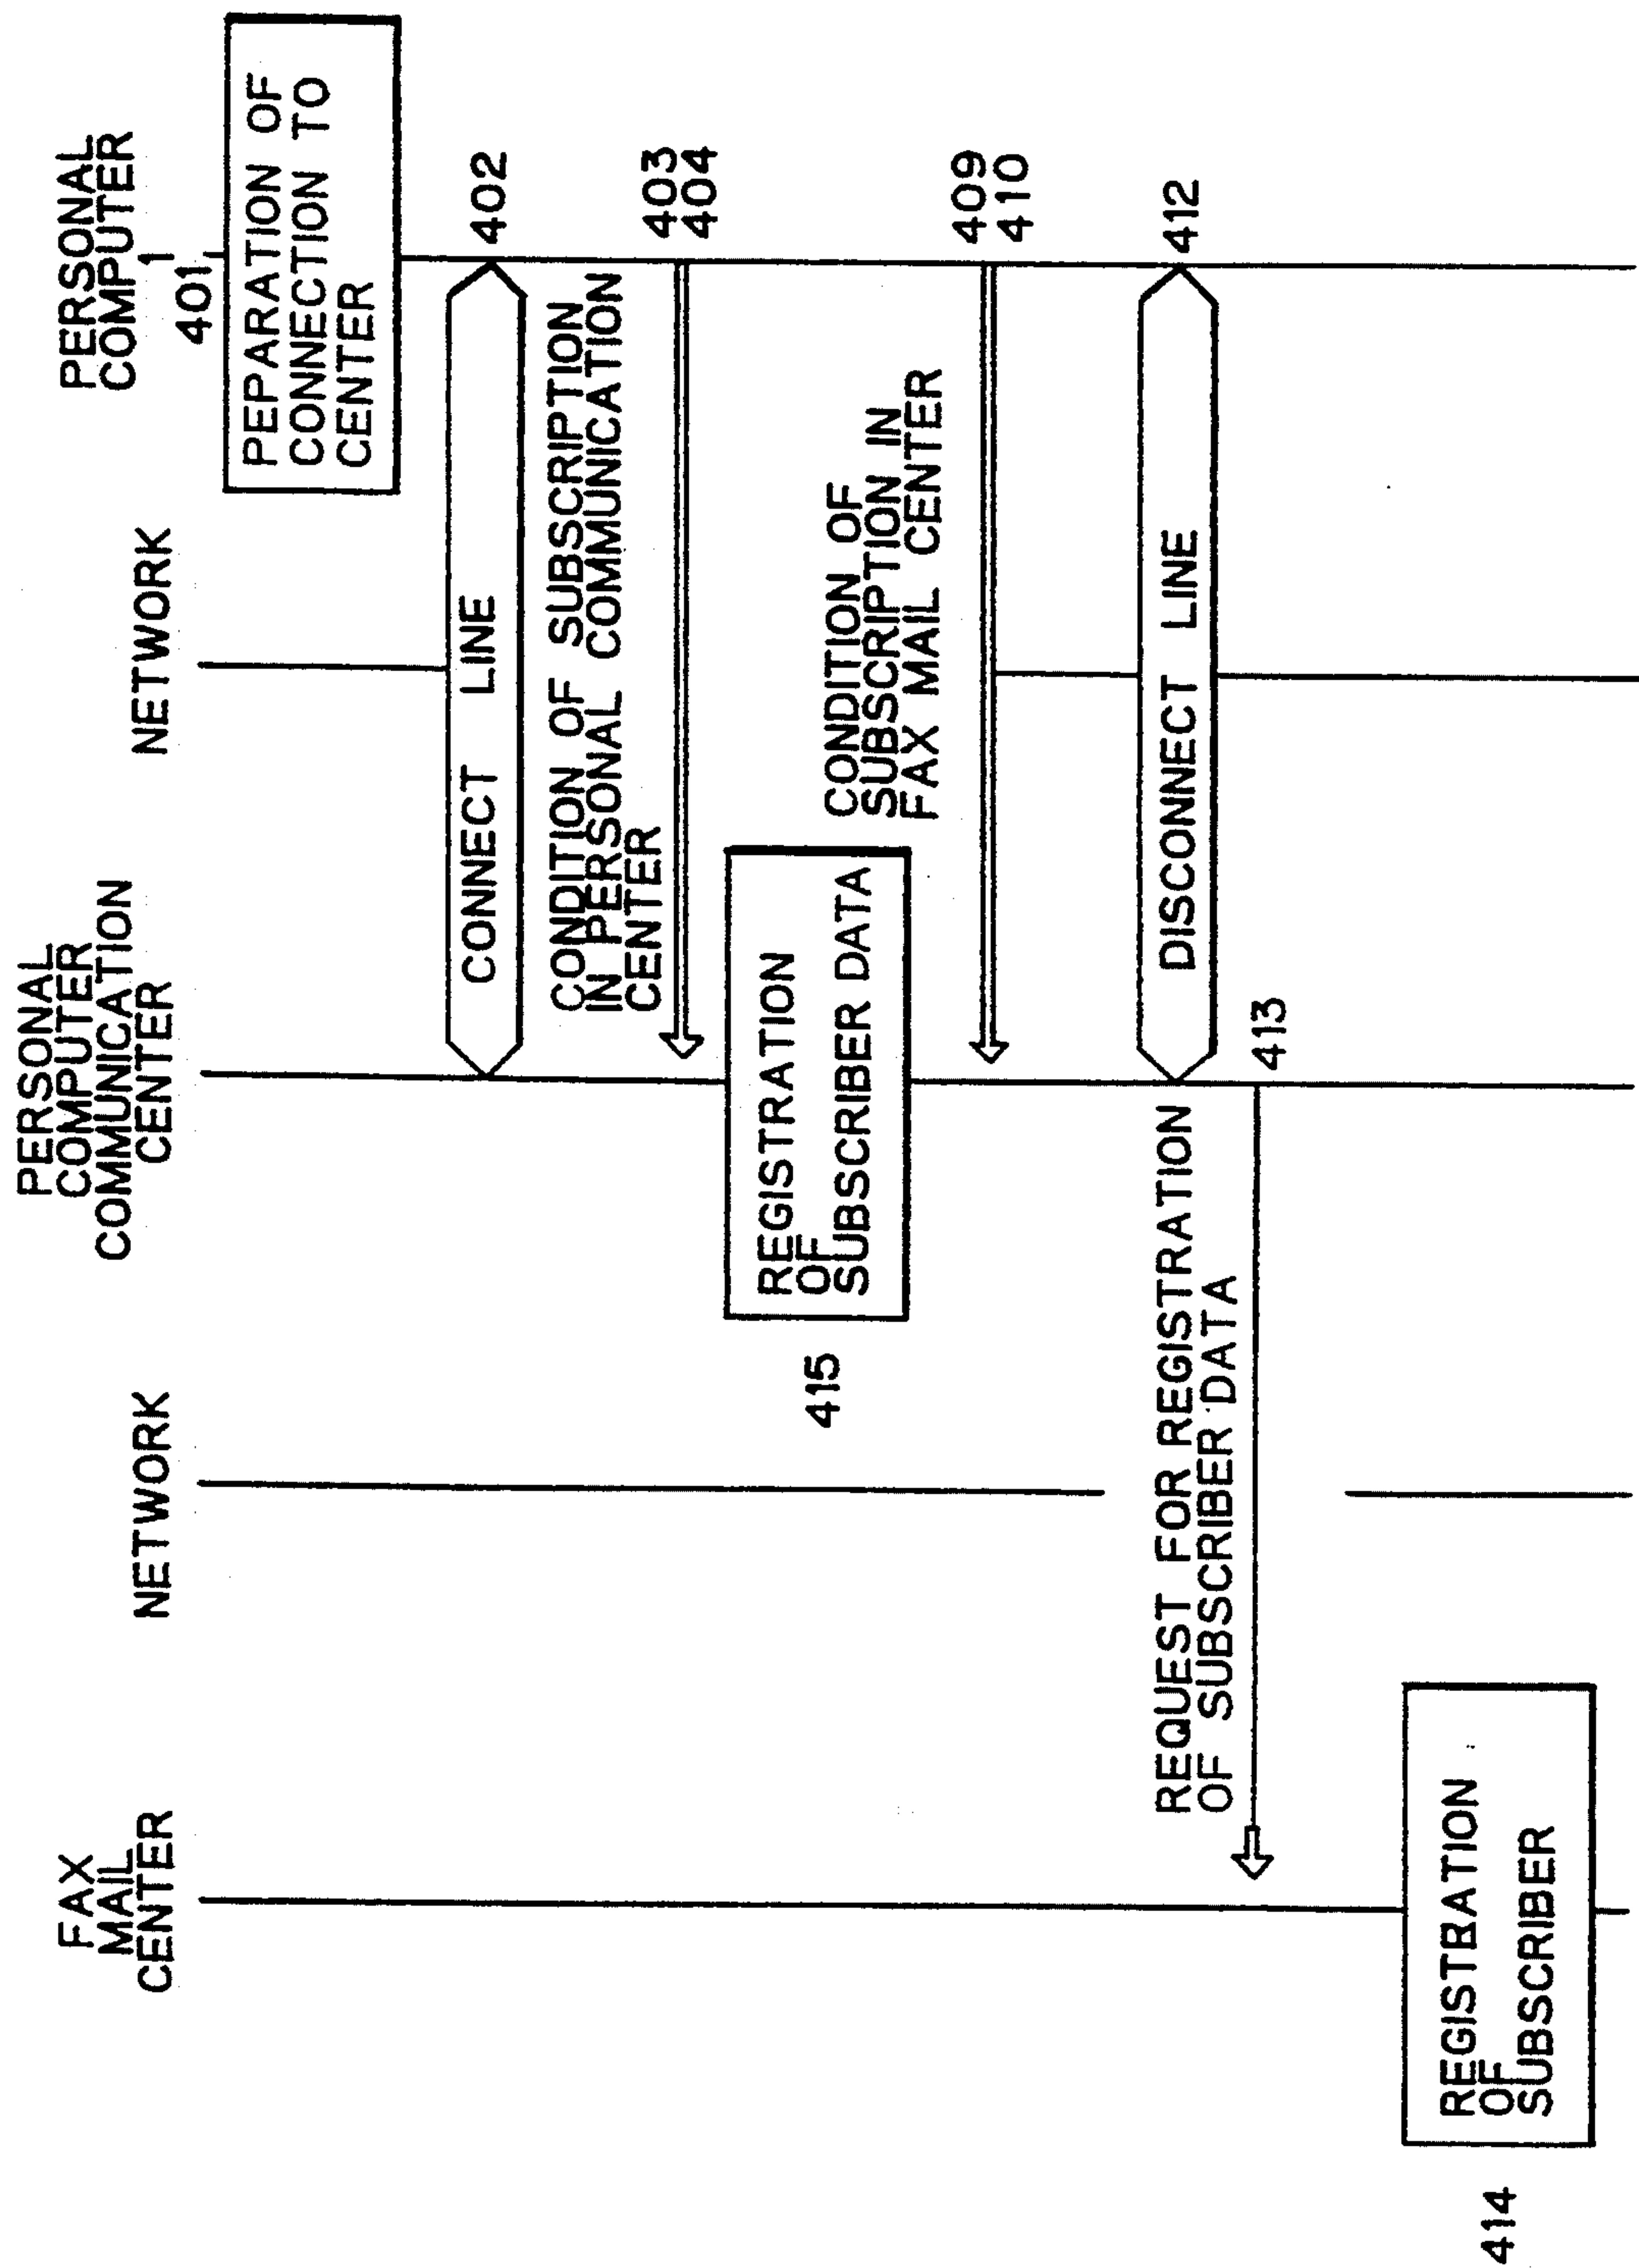 FAX
MAIL
CENTER
NETWORK
PERSONAL
COMPUTER
COMMUNICATION
CENTER
NETWORK
PERSONAL
COMPUTER
1
401
PEPARATION OF
CONNECTION TO
CENTER
CONNECT LINE
402
CONDITION OF SUBSCRIPTION
IN PERSONAL COMMUNICATION
CENTER
403
404
415
REGISTRATION
OF
SUBSCRIBER DATA
CONDITION OF
SUBSCRIPTION IN
FAX MAIL CENTER
409
410
DISCONNECT LINE
412
REQUEST FOR REGISTRATION
OF SUBSCRIBER DATA
413
414
REGISTBATION
OF
SUBSCRIBER